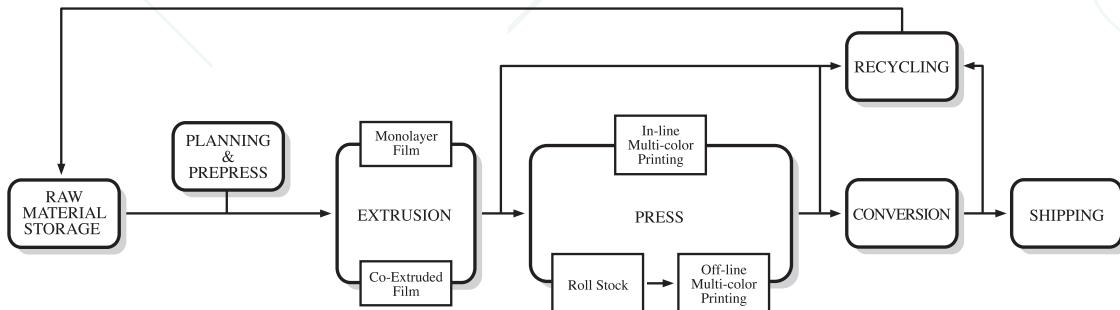 RECYCLING
PLANNING
&
PREPRESS
Monolayer
Film
In-line
Multi-color
Printing
RAW
MATERIAL
STORAGE
EXTRUSION
PRESS
CONVERSION
SHIPPING
Co-Extruded
Film
Roll Stock
Off-line
Multi-color
Printing